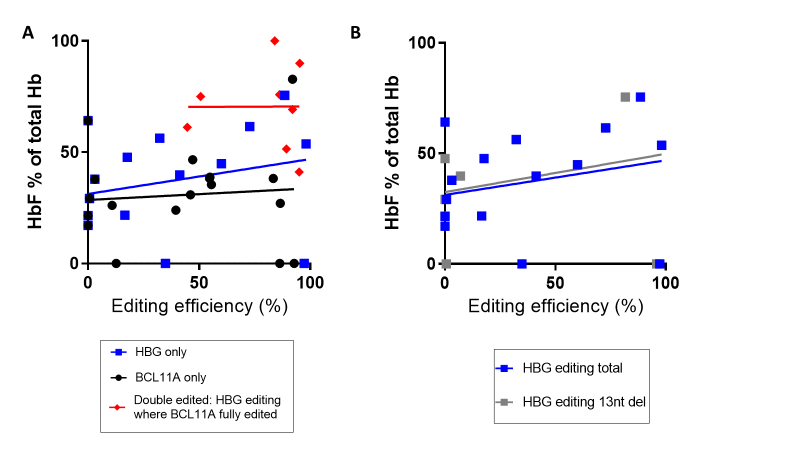 A
HbF % of total Hb
100
50
0
0
50
100
Editing efficiency (%)
HBG only
BCL11A only
Double edited: HBG editing
where BCL11A fully edited
B
HbF % of total Hb
100
50
0
0
50
100
Editing efficiency (%)
HBG editing total
HBG editing 13nt del